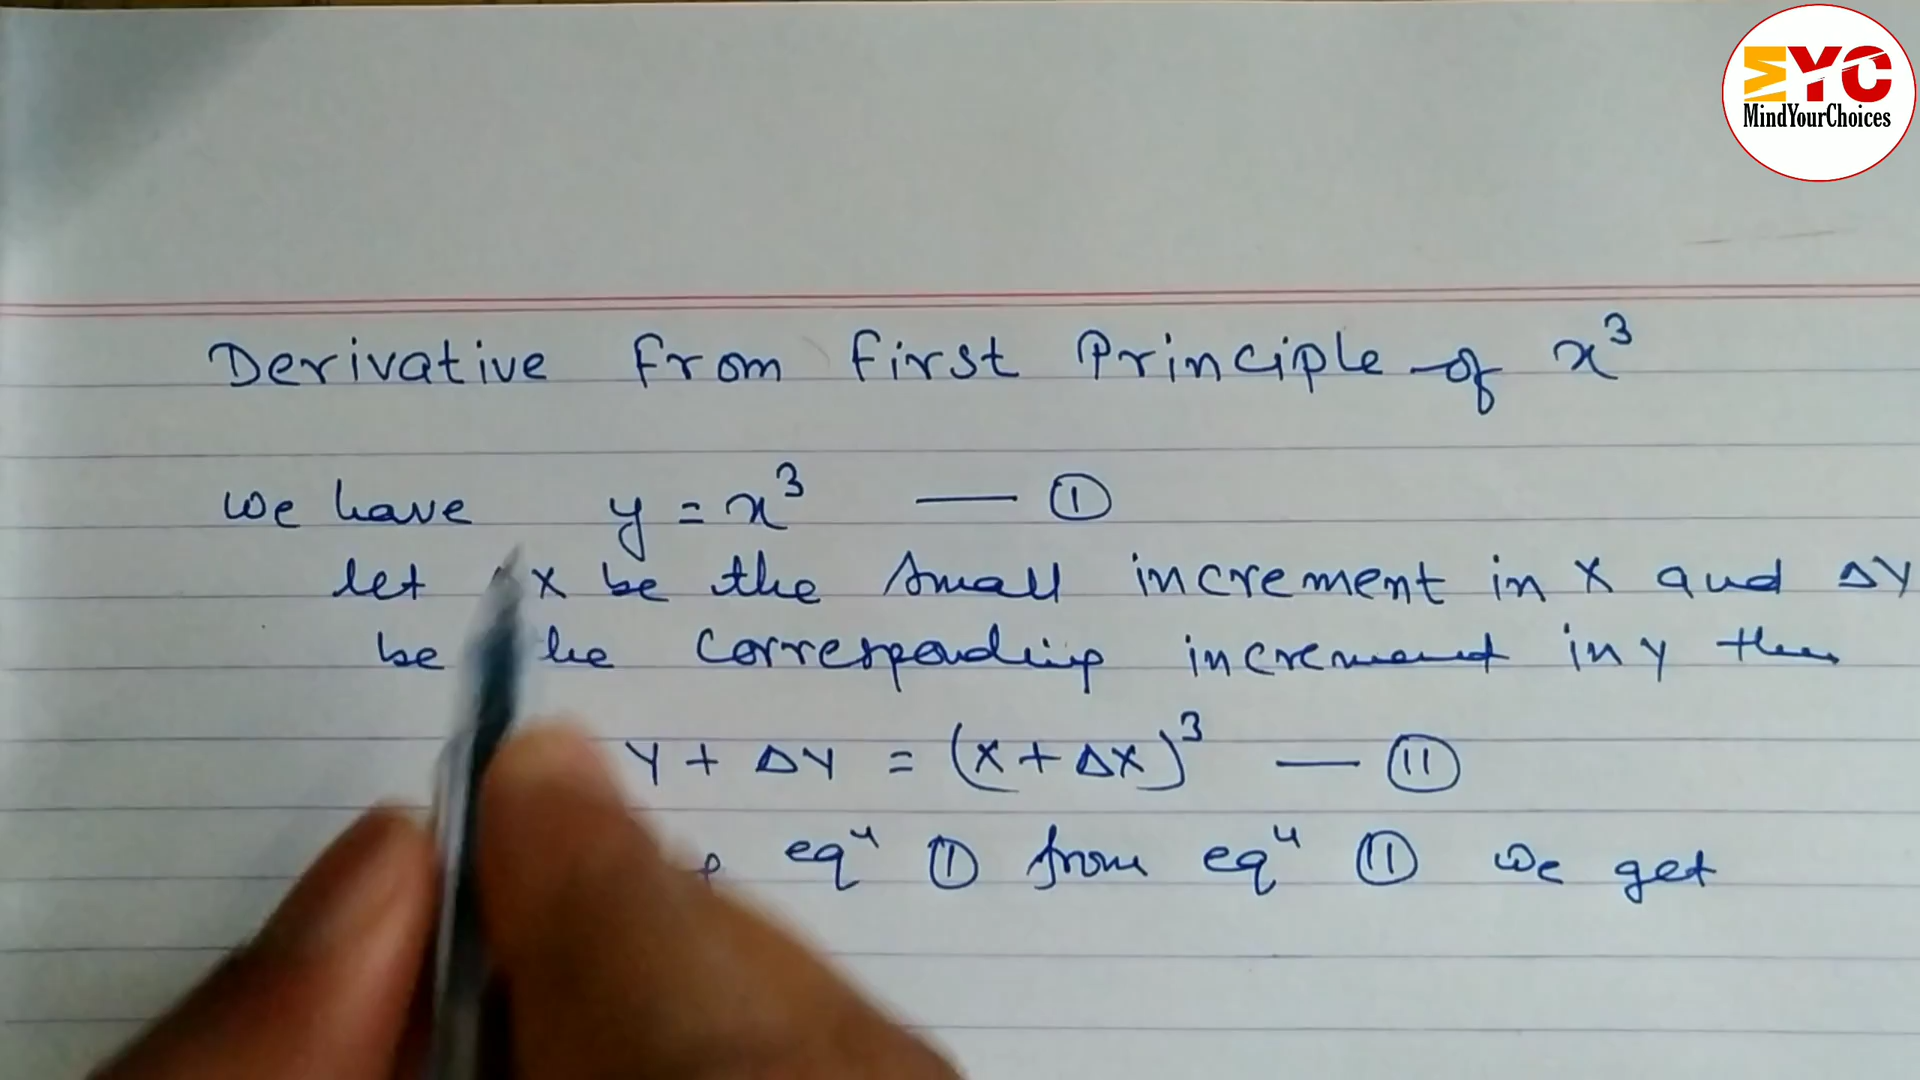 MYC
MindYourChoices
Derivative from first Principle of x³
we have y = x³ — ①
let x be the small increment in x and Δy
be the corresponding increment in y then
y + Δy = (x + Δx)³ — ⑪
eqⁿ ① from eqⁿ ⑪ we get